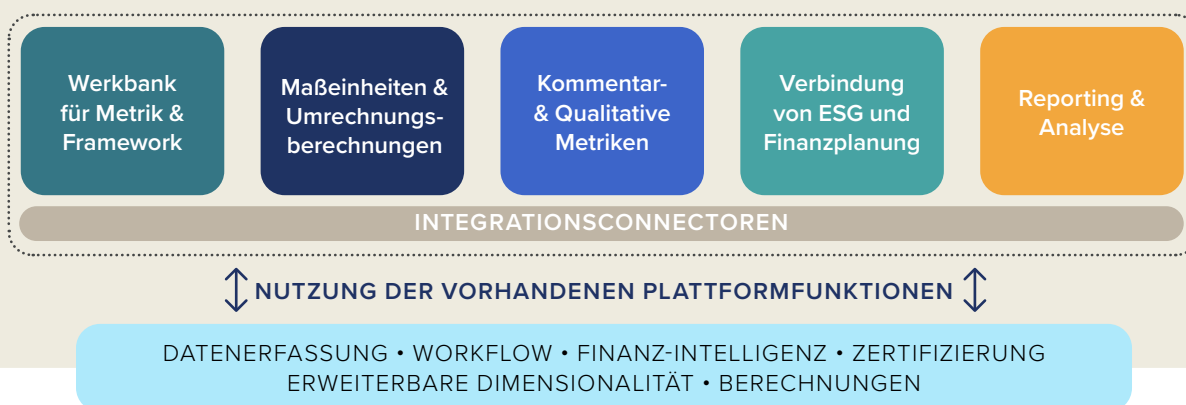 Werkbank
für Metrik &
Framework
Maßeinheiten &
Umrechnungs-
berechnungen
Kommentar-
& Qualitative
Metriken
Verbindung
von ESG und
Finanzplanung
Reporting &
Analyse
INTEGRATIONSCONNECTOREN
NUTZUNG DER VORHANDENEN PLATTFORMFUNKTIONEN
DATENERFASSUNG • WORKFLOW • FINANZ-INTELLIGENZ • ZERTIFIZIERUNG
ERWEITERBARE DIMENSIONALITÄT • BERECHNUNGEN